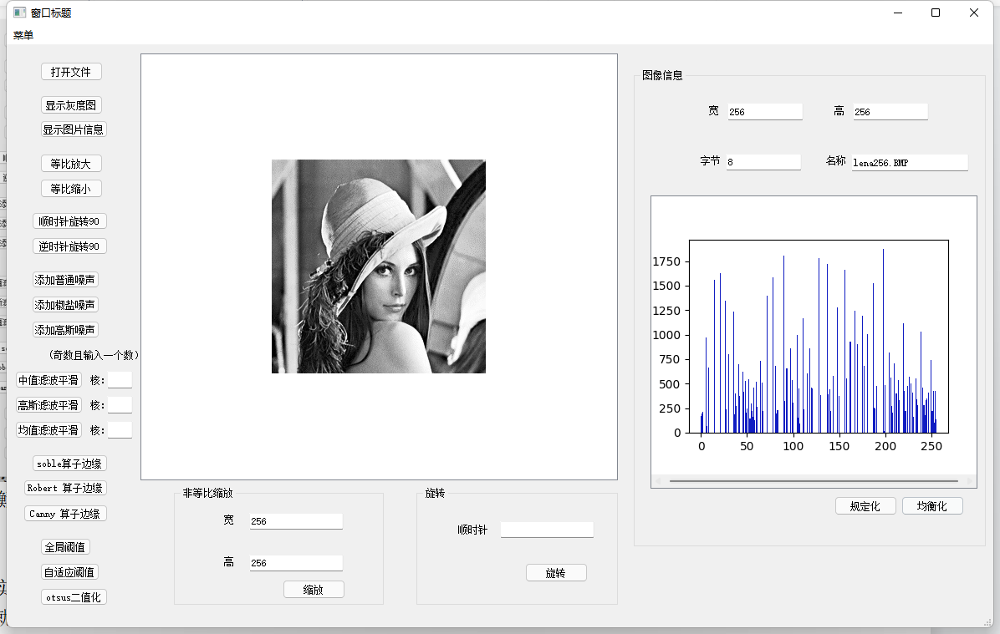 窗口标题
菜单
打开文件
显示灰度图
显示图片信息
等比放大
等比缩小
顺时针旋转90
逆时针旋转90
添加普通噪声
添加椒盐噪声
添加高斯噪声
（奇数且输入一个数）
中值滤波平滑 核:
高斯滤波平滑 核:
均值滤波平滑 核:
soble算子边缘
Robert 算子边缘
Canny 算子边缘
全局阈值
自适应阈值
otsus二值化
非等比缩放
宽 256
高 256
缩放
旋转
顺时针
旋转
图像信息
宽 256 高 256
字节 8 名称 lena256.BMP
1750
1500
1250
1000
750
500
250
0
0 50 100 150 200 250
规定化 均衡化